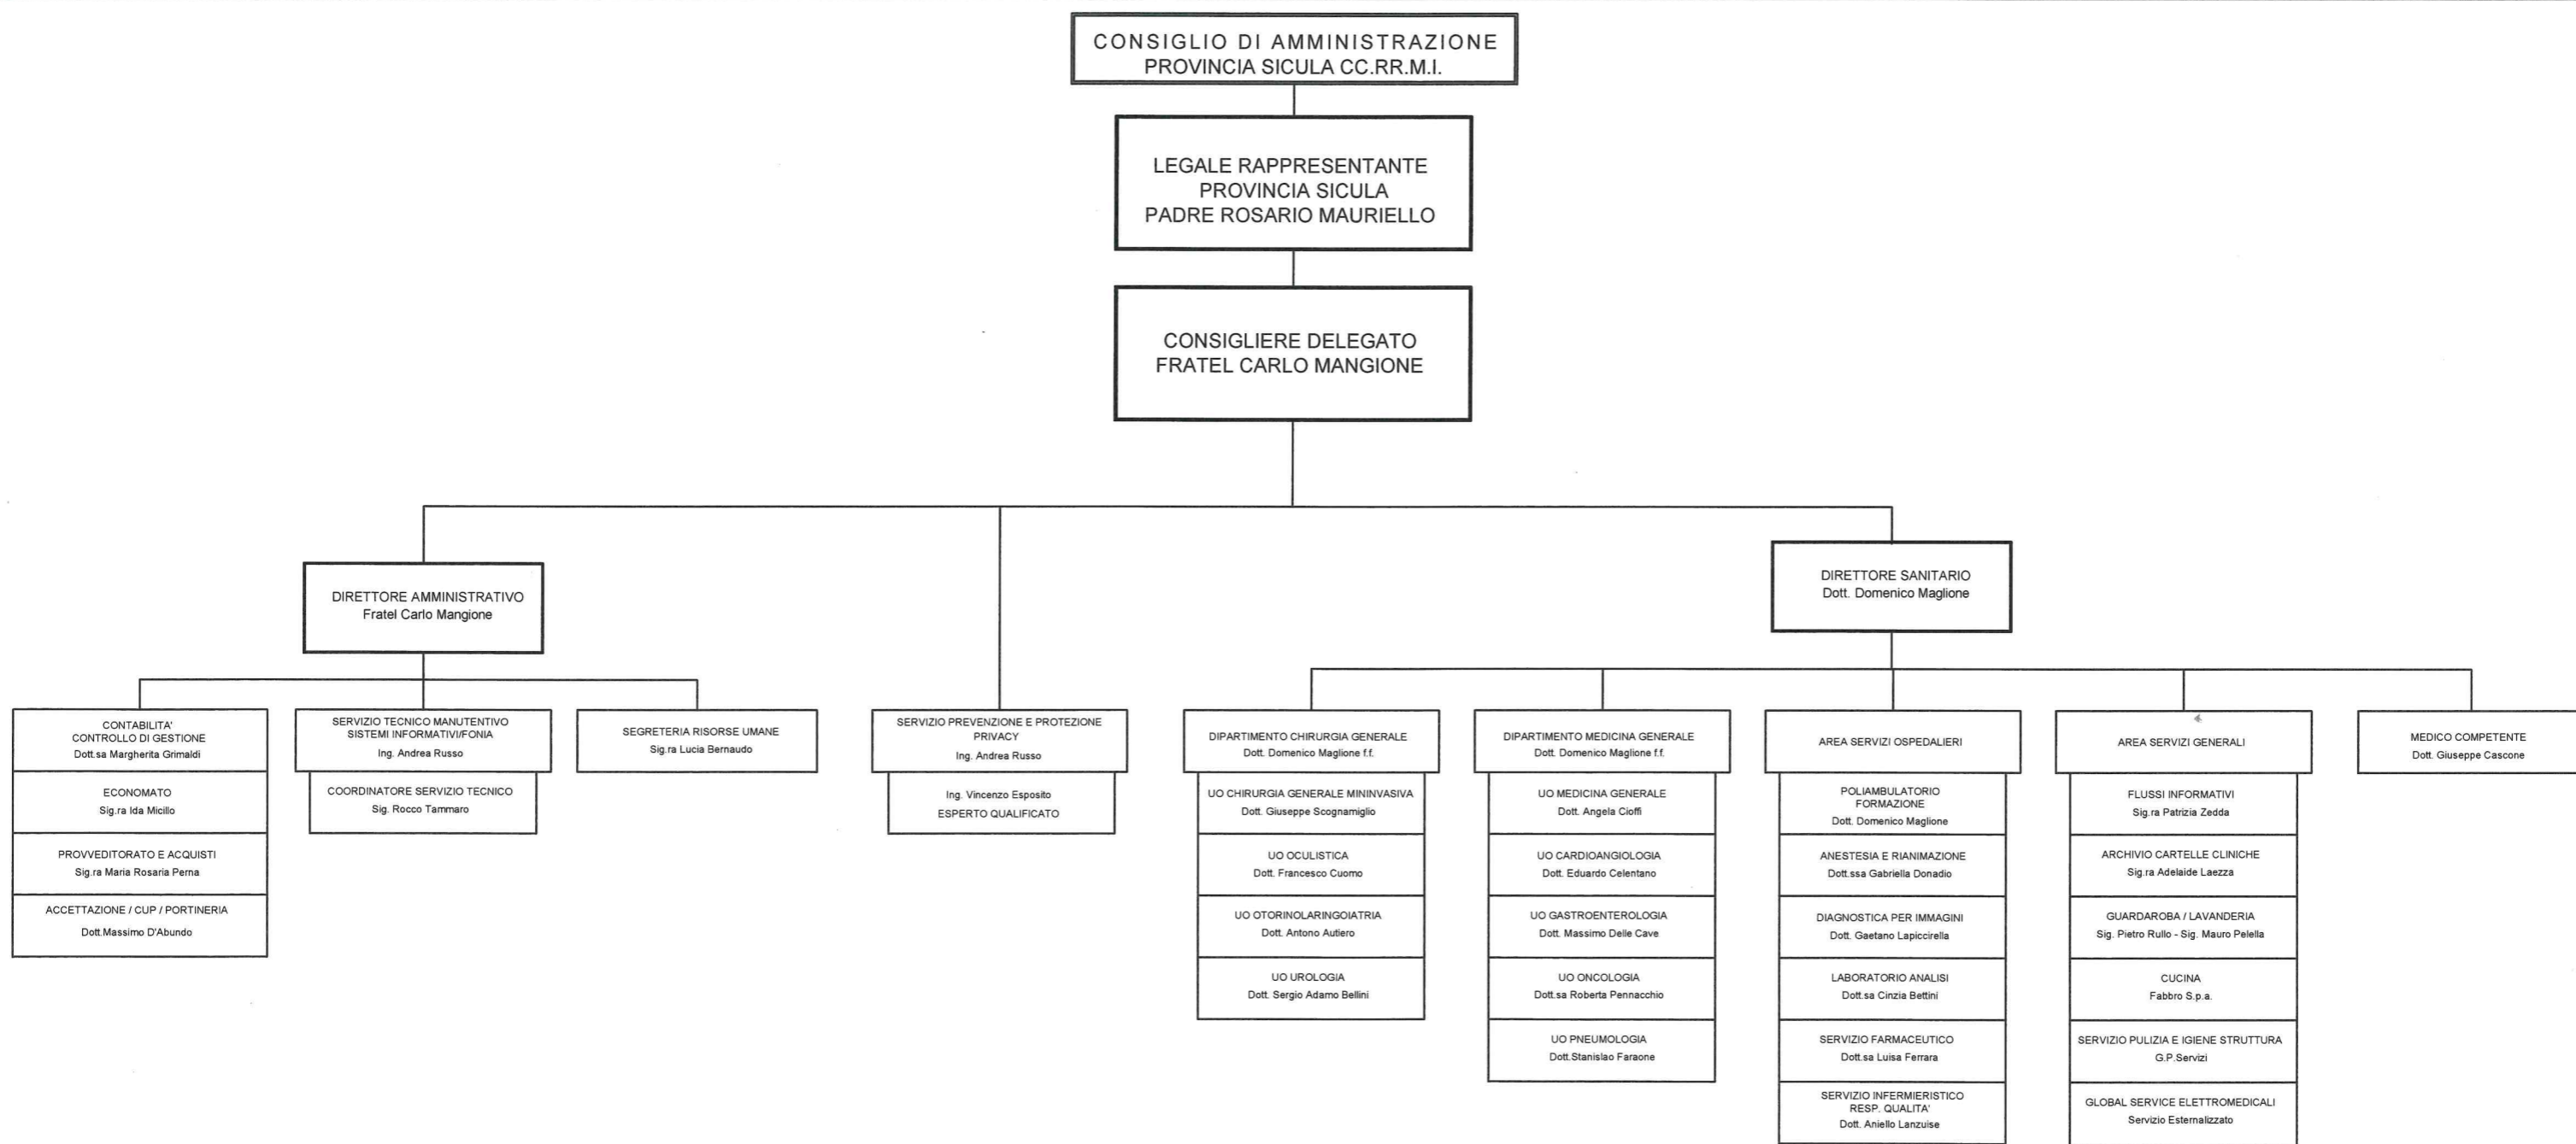 CONSIGLIO DI AMMINISTRAZIONE
PROVINCIA SICULA CC.RR.M.I.
LEGALE RAPPRESENTANTE
PROVINCIA SICULA
PADRE ROSARIO MAURIELLO
CONSIGLIERE DELEGATO
FRATEL CARLO MANGIONE
DIRETTORE AMMINISTRATIVO
Fratel Carlo Mangione
DIRETTORE SANITARIO
Dott. Domenico Maglione
CONTABILITA'
CONTROLLO DI GESTIONE
Dott.sa Margherita Grimaldi
ECONOMATO
Sig.ra Ida Micillo
PROVVEDITORATO E ACQUISTI
Sig.ra Maria Rosaria Perna
ACCETTAZIONE / CUP / PORTINERIA
Dott.Massimo D'Abundo
SERVIZIO TECNICO MANUTENTIVO
SISTEMI INFORMATIVI/FONIA
Ing. Andrea Russo
COORDINATORE SERVIZIO TECNICO
Sig. Rocco Tammaro
SEGRETERIA RISORSE UMANE
Sig.ra Lucia Bernaudo
SERVIZIO PREVENZIONE E PROTEZIONE
PRIVACY
Ing. Andrea Russo
Ing. Vincenzo Esposito
ESPERTO QUALIFICATO
DIPARTIMENTO CHIRURGIA GENERALE
Dott. Domenico Maglione f.f.
UO CHIRURGIA GENERALE MININVASIVA
Dott. Giuseppe Scognamiglio
UO OCULISTICA
Dott. Francesco Cuomo
UO OTORINOLARINGOIATRIA
Dott. Antono Autiero
UO UROLOGIA
Dott. Sergio Adamo Bellini
DIPARTIMENTO MEDICINA GENERALE
Dott. Domenico Maglione f.f.
UO MEDICINA GENERALE
Dott. Angela Cioffi
UO CARDIOANGIOLOGIA
Dott. Eduardo Celentano
UO GASTROENTEROLOGIA
Dott. Massimo Delle Cave
UO ONCOLOGIA
Dott.sa Roberta Pennacchio
UO PNEUMOLOGIA
Dott.Stanislao Faraone
AREA SERVIZI OSPEDALIERI
POLIAMBULATORIO
FORMAZIONE
Dott. Domenico Maglione
ANESTESIA E RIANIMAZIONE
Dott.ssa Gabriella Donadio
DIAGNOSTICA PER IMMAGINI
Dott. Gaetano Lapiccirella
LABORATORIO ANALISI
Dott.sa Cinzia Bettini
SERVIZIO FARMACEUTICO
Dott.sa Luisa Ferrara
SERVIZIO INFERMIERISTICO
RESP. QUALITA'
Dott. Aniello Lanzuise
AREA SERVIZI GENERALI
FLUSSI INFORMATIVI
Sig.ra Patrizia Zedda
ARCHIVIO CARTELLE CLINICHE
Sig.ra Adelaide Laezza
GUARDAROBA / LAVANDERIA
Sig. Pietro Rullo - Sig. Mauro Pelella
CUCINA
Fabbro S.p.a.
SERVIZIO PULIZIA E IGIENE STRUTTURA
G.P.Servizi
GLOBAL SERVICE ELETTROMEDICALI
Servizio Esternalizzato
MEDICO COMPETENTE
Dott. Giuseppe Cascone